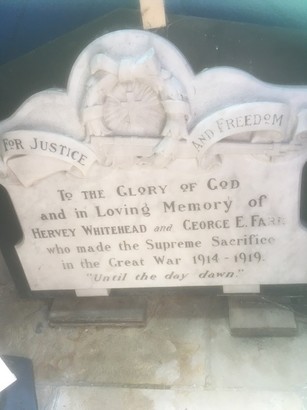 FOR JUSTICE
AND FREEDOM
TO THE GLORY OF GOD
and in Loving Memory of
HERVEY WHITEHEAD and GEORGE E. FARR
who made the Supreme Sacrifice
in the Great War 1914-1919.
"Until the day dawn."